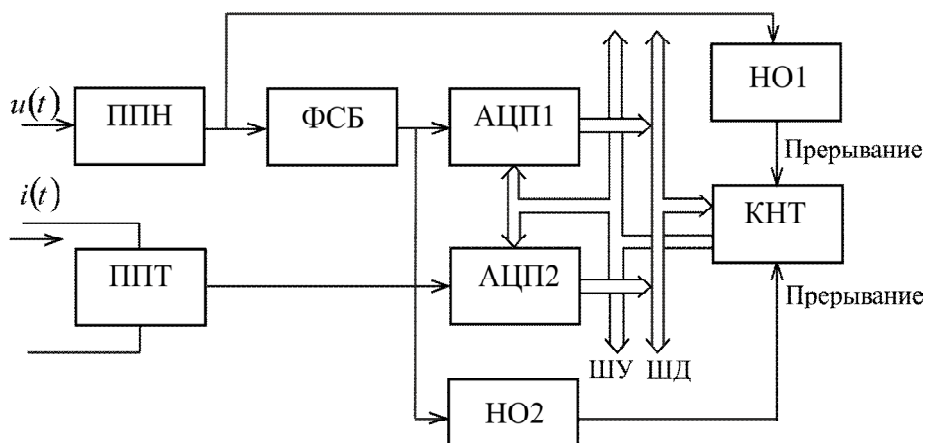 НО1
u(t)
ППН
ФСБ
АЦП1
Прерывание
i(t)
КНТ
ППТ
АЦП2
Прерывание
ШУ
ШД
НО2